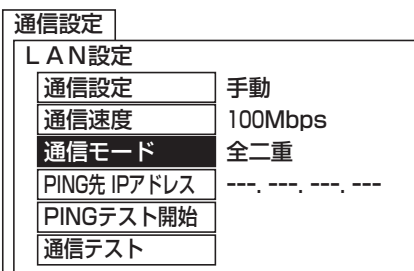 通信設定
LAN設定
通信設定 手動
通信速度 100Mbps
通信モード 全二重
PING先 IPアドレス ---. ---. ---. ---
PINGテスト開始
通信テスト